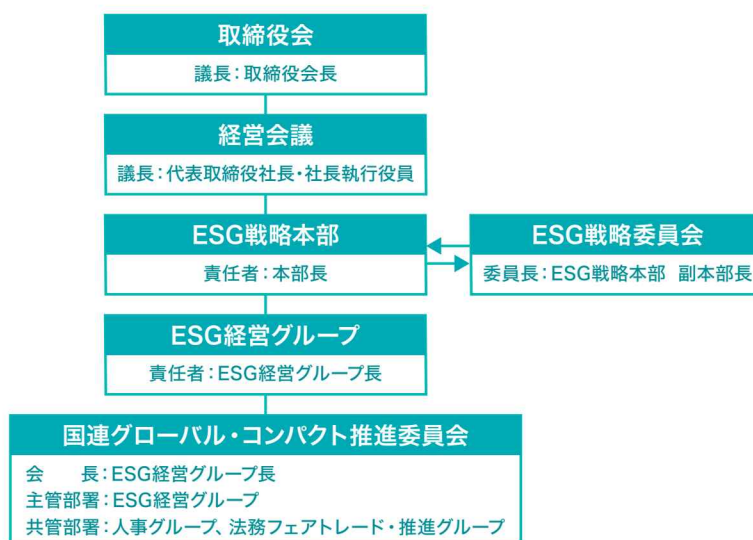 取締役会
議長：取締役会長
経営会議
議長：代表取締役社長・社長執行役員
ESG戦略本部
責任者：本部長
ESG戦略委員会
委員長：ESG戦略本部 副本部長
ESG経営グループ
責任者：ESG経営グループ長
国連グローバル・コンパクト推進委員会
会　　長：ESG経営グループ長
主管部署：ESG経営グループ
共管部署：人事グループ、法務フェアトレード・推進グループ